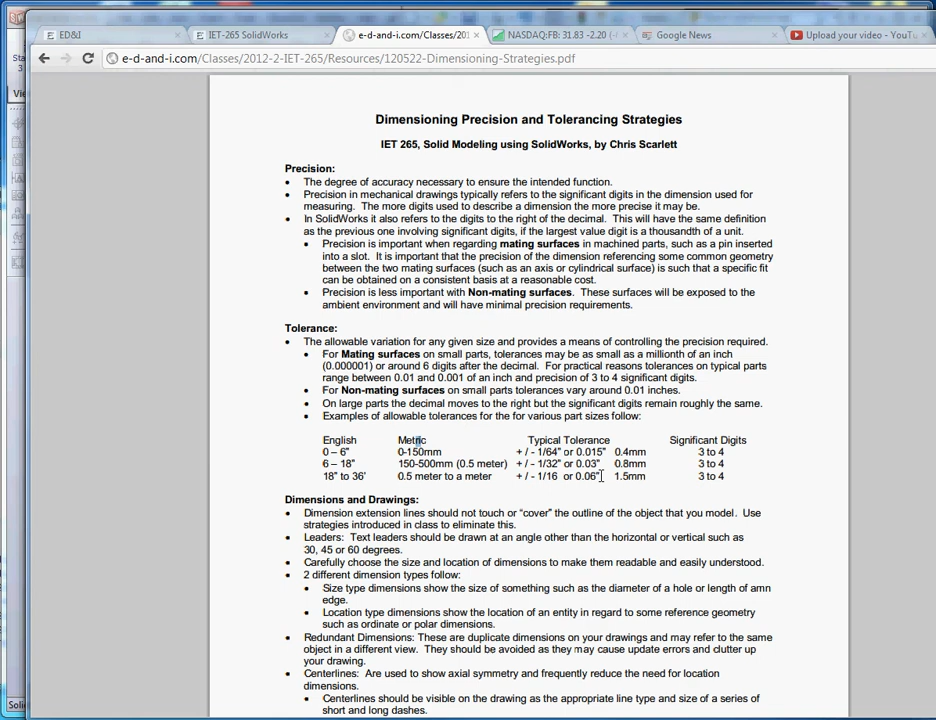 ED&I
IET-265 SolidWorks
e-d-and-i.com/Classes/201
NASDAQ:FB: 31.83 -2.20
Google News
Upload your video - YouTu
e-d-and-i.com/Classes/2012-2-IET-265/Resources/120522-Dimensioning-Strategies.pdf
Dimensioning Precision and Tolerancing Strategies
IET 265, Solid Modeling using SolidWorks, by Chris Scarlett
Precision:
• The degree of accuracy necessary to ensure the intended function.
• Precision in mechanical drawings typically refers to the significant digits in the dimension used for
measuring. The more digits used to describe a dimension the more precise it may be.
• In SolidWorks it also refers to the digits to the right of the decimal. This will have the same definition
as the previous one involving significant digits, if the largest value digit is a thousandth of a unit.
• Precision is important when regarding mating surfaces in machined parts, such as a pin inserted
into a slot. It is important that the precision of the dimension referencing some common geometry
between the two mating surfaces (such as an axis or cylindrical surface) is such that a specific fit
can be obtained on a consistent basis at a reasonable cost.
• Precision is less important with Non-mating surfaces. These surfaces will be exposed to the
ambient environment and will have minimal precision requirements.
Tolerance:
• The allowable variation for any given size and provides a means of controlling the precision required.
• For Mating surfaces on small parts, tolerances may be as small as a millionth of an inch
(0.000001) or around 6 digits after the decimal. For practical reasons tolerances on typical parts
range between 0.01 and 0.001 of an inch and precision of 3 to 4 significant digits.
• For Non-mating surfaces on small parts tolerances vary around 0.01 inches.
• On large parts the decimal moves to the right but the significant digits remain roughly the same.
• Examples of allowable tolerances for the for various part sizes follow:
English Metric Typical Tolerance Significant Digits
0 – 6" 0-150mm + / - 1/64" or 0.015" 0.4mm 3 to 4
6 – 18" 150-500mm (0.5 meter) + / - 1/32" or 0.03" 0.8mm 3 to 4
18" to 36' 0.5 meter to a meter + / - 1/16 or 0.06" 1.5mm 3 to 4
Dimensions and Drawings:
• Dimension extension lines should not touch or "cover" the outline of the object that you model. Use
strategies introduced in class to eliminate this.
• Leaders: Text leaders should be drawn at an angle other than the horizontal or vertical such as
30, 45 or 60 degrees.
• Carefully choose the size and location of dimensions to make them readable and easily understood.
• 2 different dimension types follow:
• Size type dimensions show the size of something such as the diameter of a hole or length of amn
edge.
• Location type dimensions show the location of an entity in regard to some reference geometry
such as ordinate or polar dimensions.
• Redundant Dimensions: These are duplicate dimensions on your drawings and may refer to the same
object in a different view. They should be avoided as they may cause update errors and clutter up
your drawing.
• Centerlines: Are used to show axial symmetry and frequently reduce the need for location
dimensions.
• Centerlines should be visible on the drawing as the appropriate line type and size of a series of
short and long dashes.